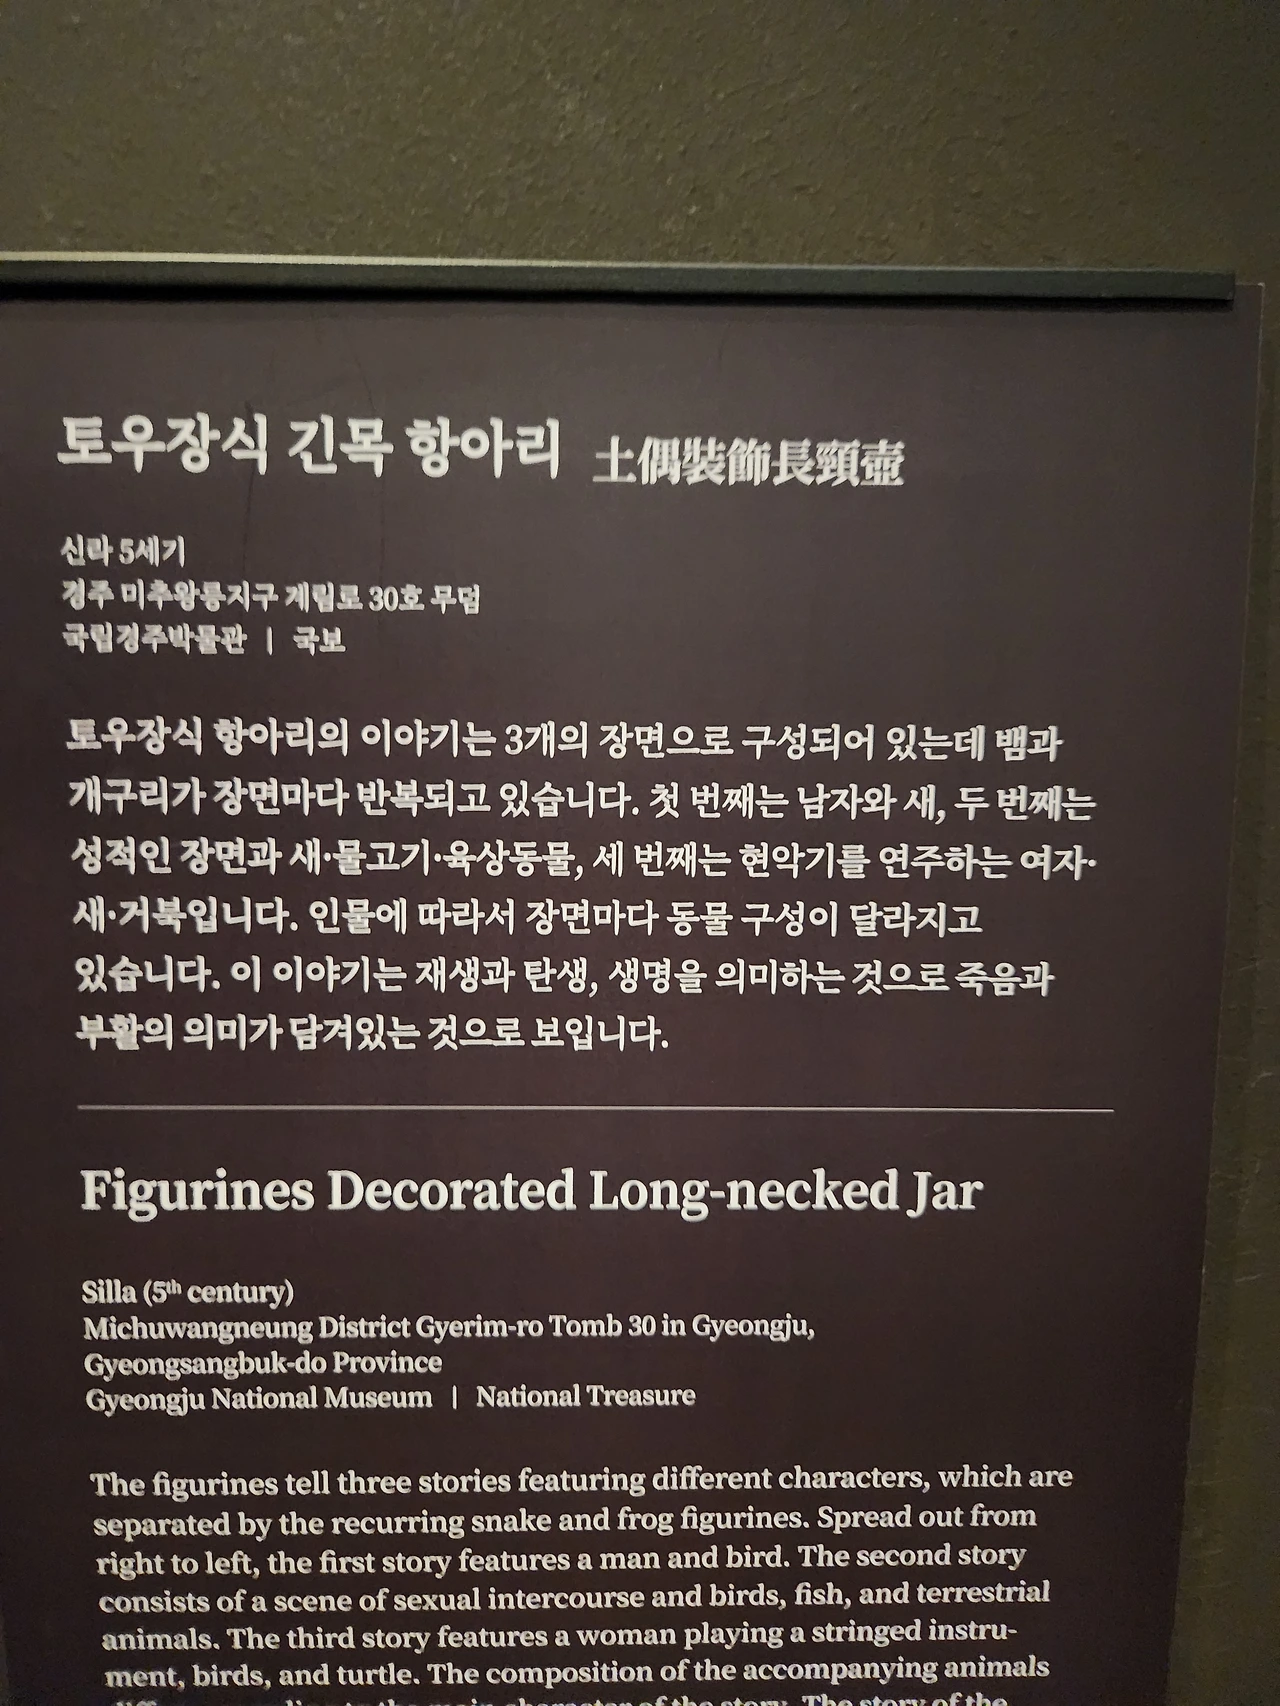 토우장식 긴목 항아리 土偶裝飾長頸壺
신라 5세기
경주 미추왕릉지구 계림로 30호 무덤
국립경주박물관 | 국보
토우장식 항아리의 이야기는 3개의 장면으로 구성되어 있는데 뱀과
개구리가 장면마다 반복되고 있습니다. 첫 번째는 남자와 새, 두 번째는
성적인 장면과 새·물고기·육상동물, 세 번째는 현악기를 연주하는 여자·
새·거북입니다. 인물에 따라서 장면마다 동물 구성이 달라지고
있습니다. 이 이야기는 재생과 탄생, 생명을 의미하는 것으로 죽음과
부활의 의미가 담겨있는 것으로 보입니다.
Figurines Decorated Long-necked Jar
Silla (5th century)
Michuwangneung District Gyerim-ro Tomb 30 in Gyeongju,
Gyeongsangbuk-do Province
Gyeongju National Museum | National Treasure
The figurines tell three stories featuring different characters, which are
separated by the recurring snake and frog figurines. Spread out from
right to left, the first story features a man and bird. The second story
consists of a scene of sexual intercourse and birds, fish, and terrestrial
animals. The third story features a woman playing a stringed instru-
ment, birds, and turtle. The composition of the accompanying animals
the main character of the story. The story of the